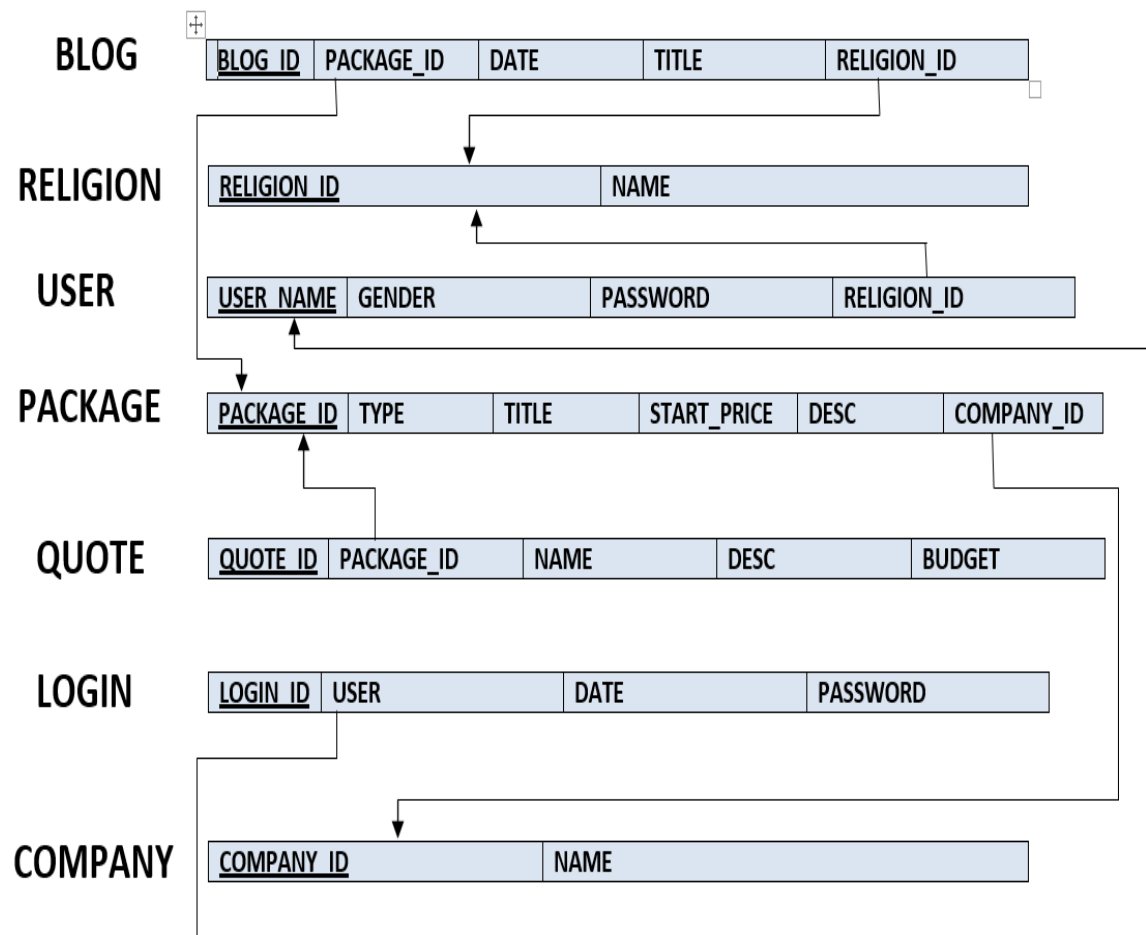 BLOG
BLOG_ID PACKAGE_ID DATE TITLE RELIGION_ID
RELIGION
RELIGION_ID NAME
USER
USER_NAME GENDER PASSWORD RELIGION_ID
PACKAGE
PACKAGE_ID TYPE TITLE START_PRICE DESC COMPANY_ID
QUOTE
QUOTE_ID PACKAGE_ID NAME DESC BUDGET
LOGIN
LOGIN_ID USER DATE PASSWORD
COMPANY
COMPANY_ID NAME